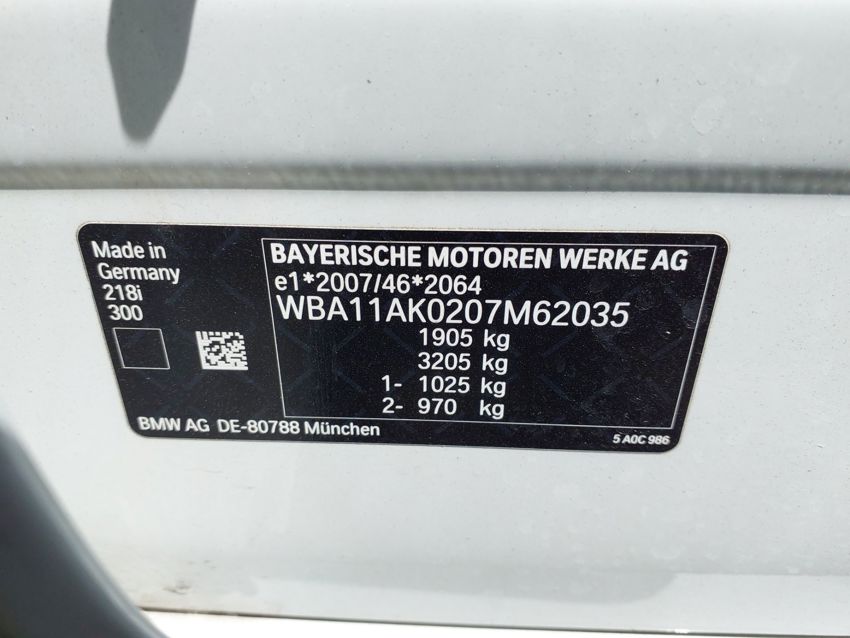 Made in
Germany
218i
300
BAYERISCHE MOTOREN WERKE AG
e1*2007/46*2064
WBA11AK0207M62035
1905 kg
3205 kg
1- 1025 kg
2- 970 kg
BMW AG DE-80788 München
5 A0C 986